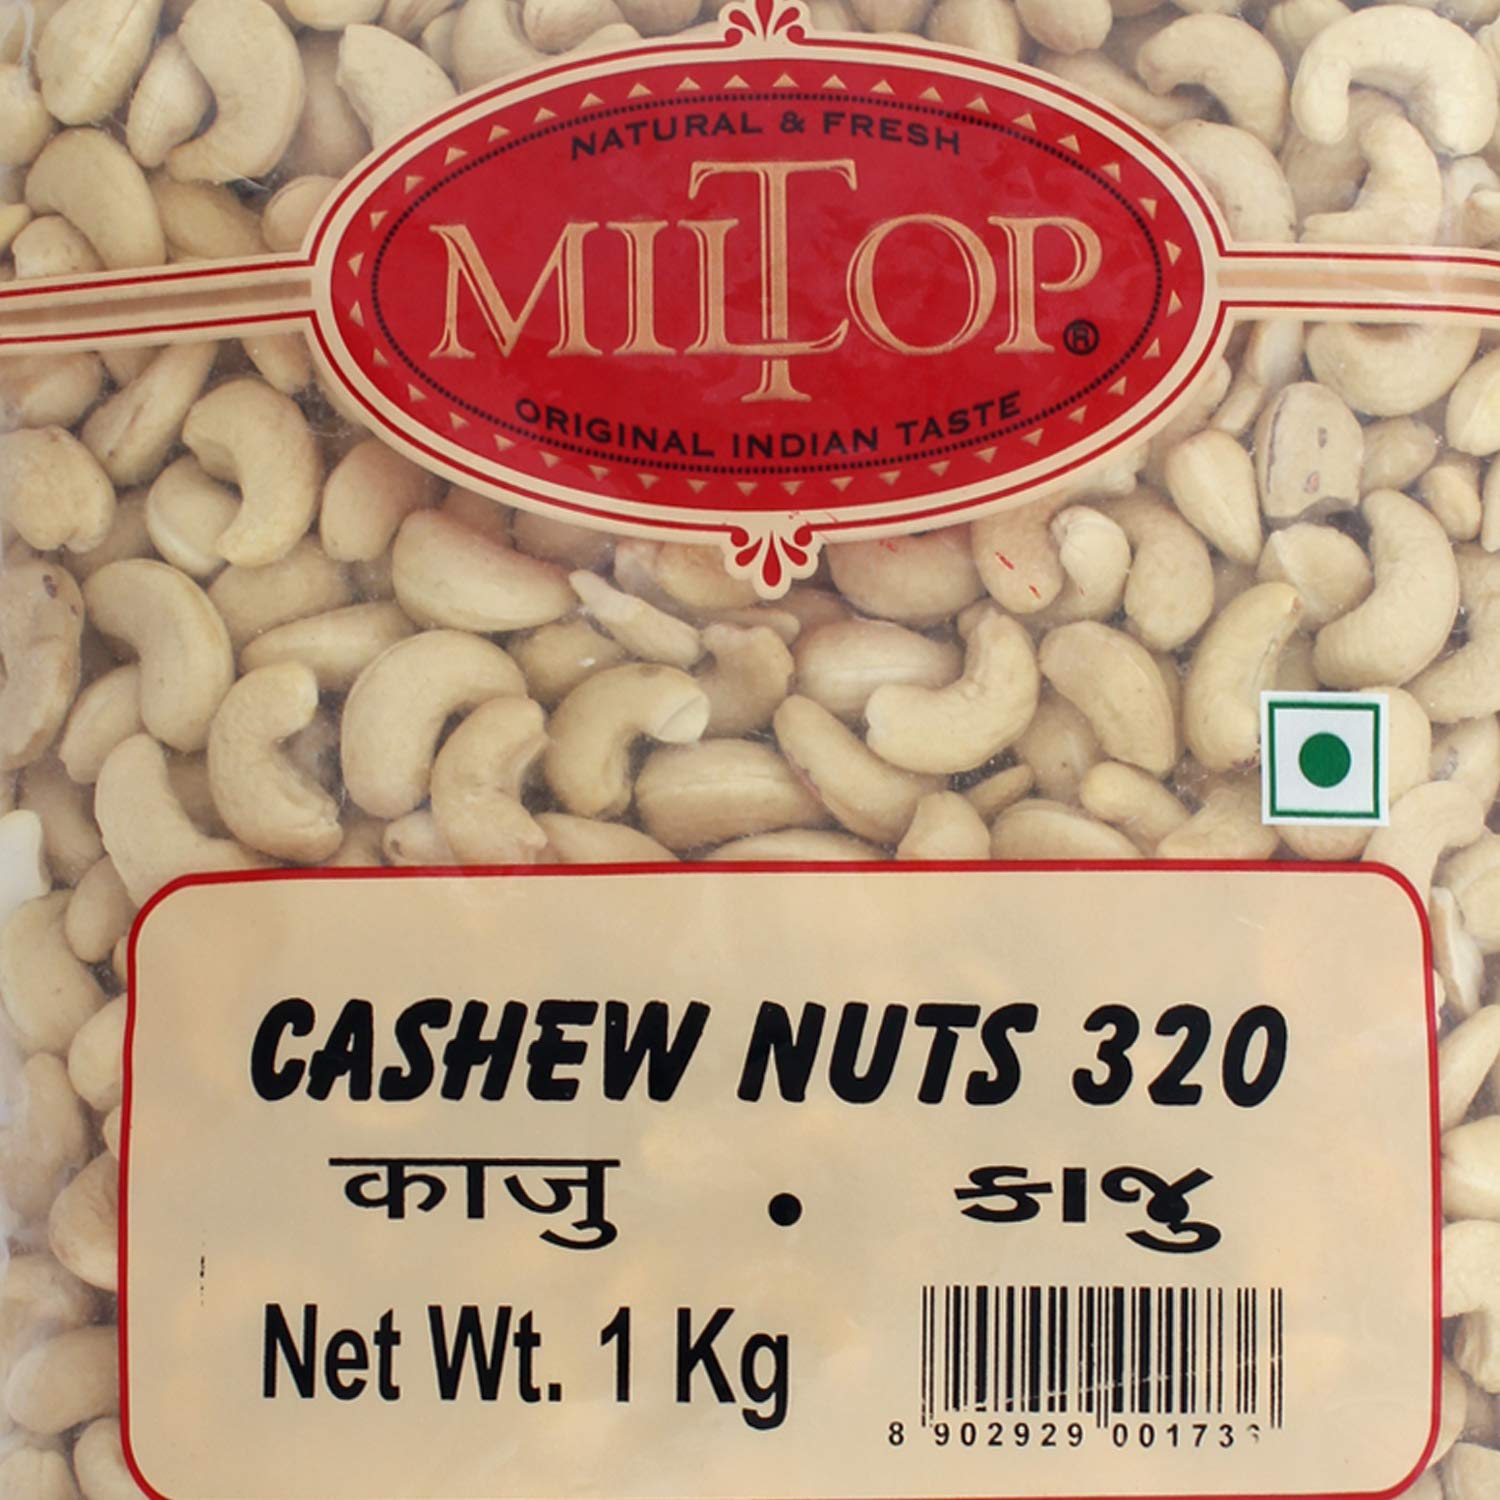 NATURAL & FRESH
MILTOP®
ORIGINAL INDIAN TASTE
CASHEW NUTS 320
काजु • કાજુ
Net Wt. 1 Kg
8 902929 00173